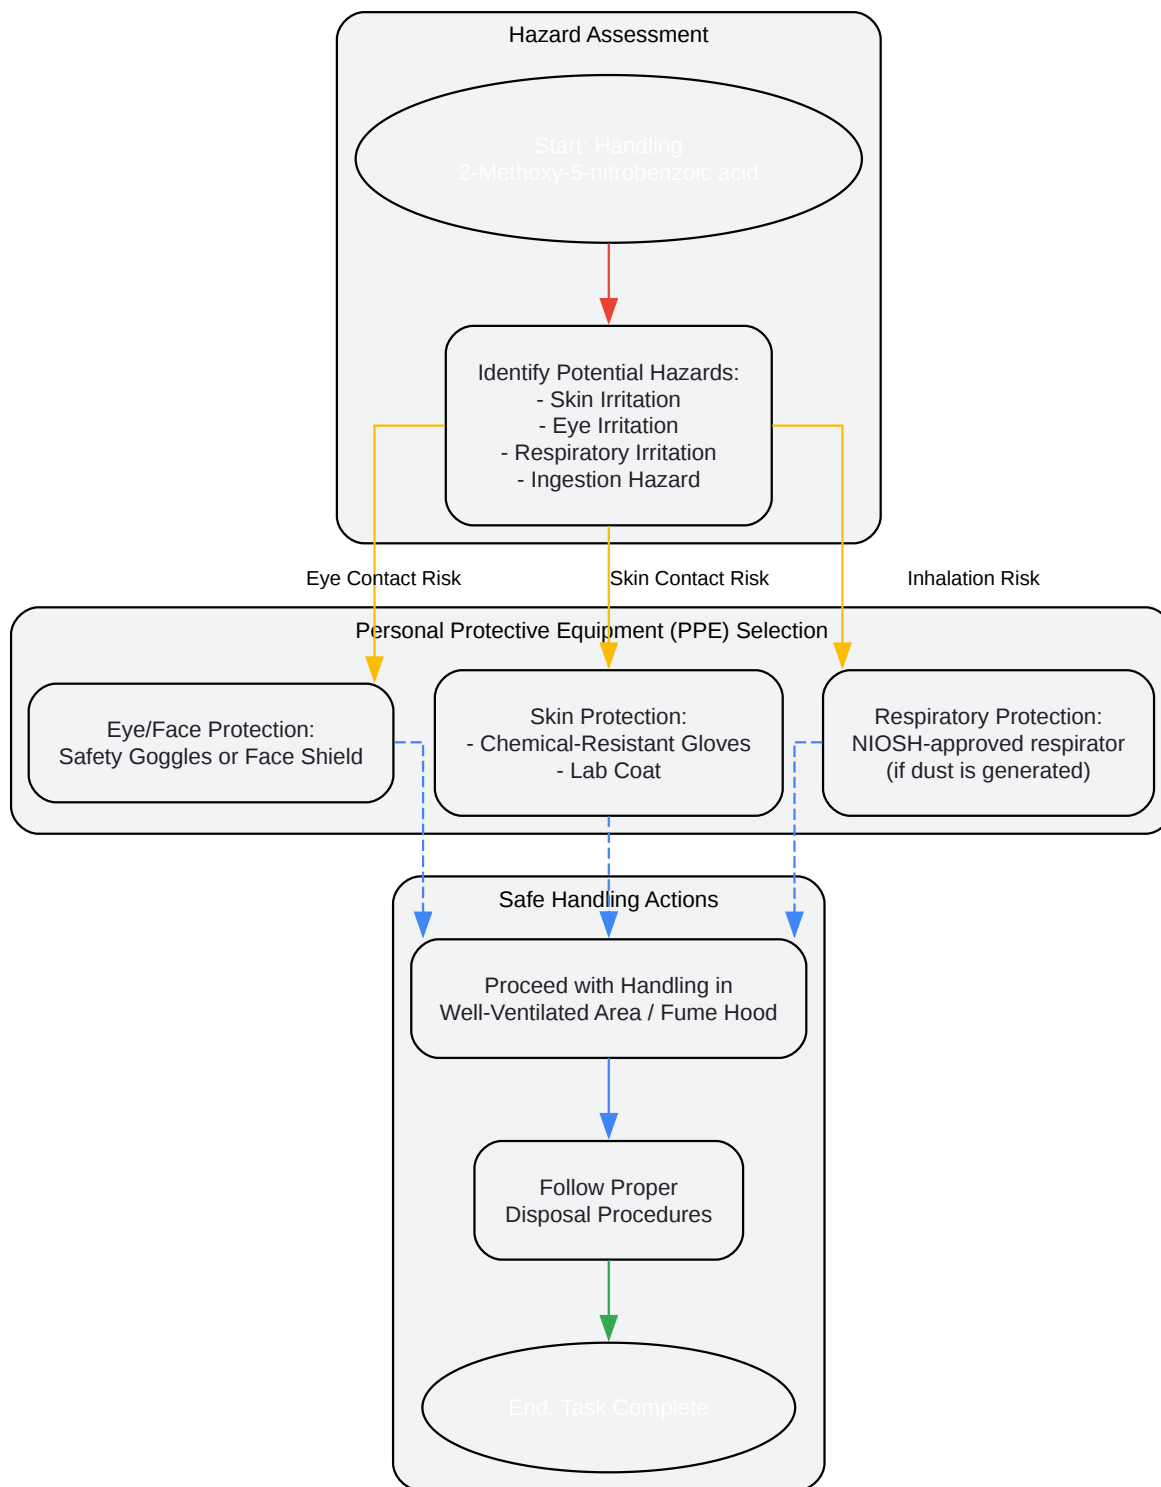 Hazard Assessment
Start: Handling
2-Methoxy-5-nitrobenzoic acid
Identify Potential Hazards:
- Skin Irritation
- Eye Irritation
- Respiratory Irritation
- Ingestion Hazard
Eye Contact Risk
Skin Contact Risk
Inhalation Risk
Personal Protective Equipment (PPE) Selection
Eye/Face Protection:
Safety Goggles or Face Shield
Skin Protection:
- Chemical-Resistant Gloves
- Lab Coat
Respiratory Protection:
NIOSH-approved respirator
(if dust is generated)
Safe Handling Actions
Proceed with Handling in
Well-Ventilated Area / Fume Hood
Follow Proper
Disposal Procedures
End: Task Complete